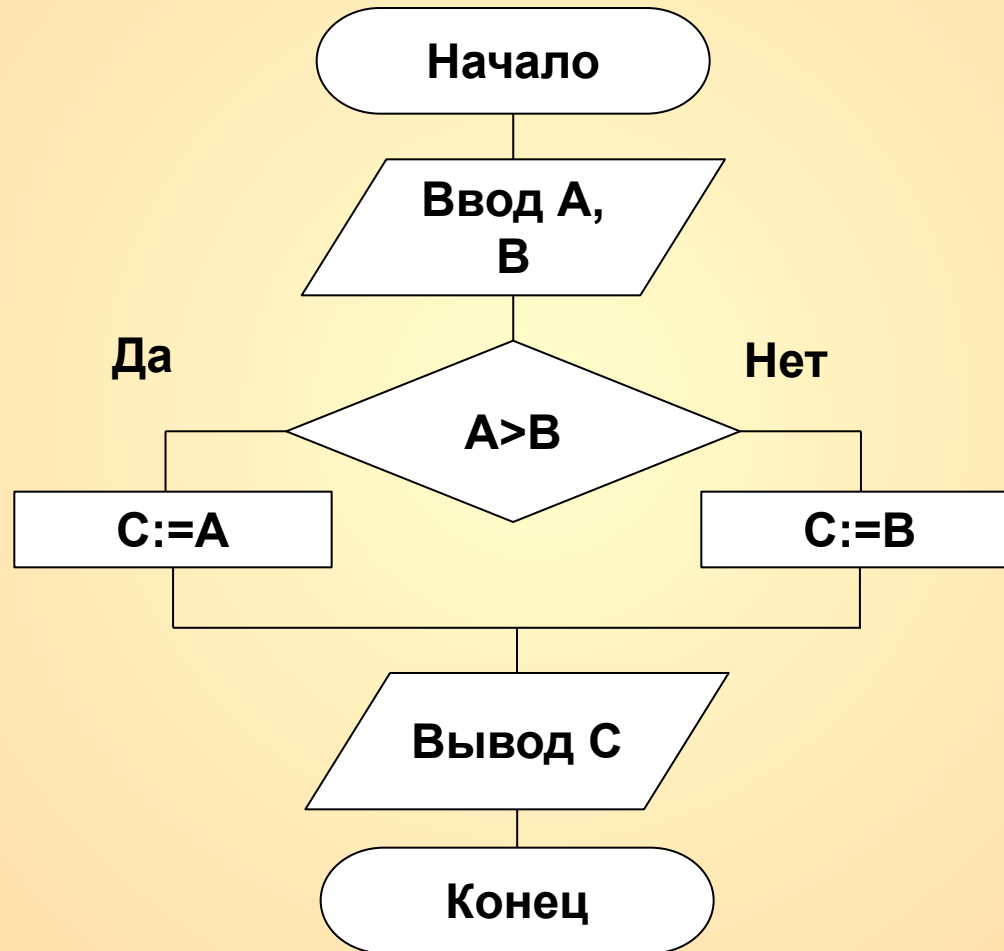 Начало
Ввод А,
В
Да
Нет
А>В
С:=А
С:=В
Вывод С
Конец